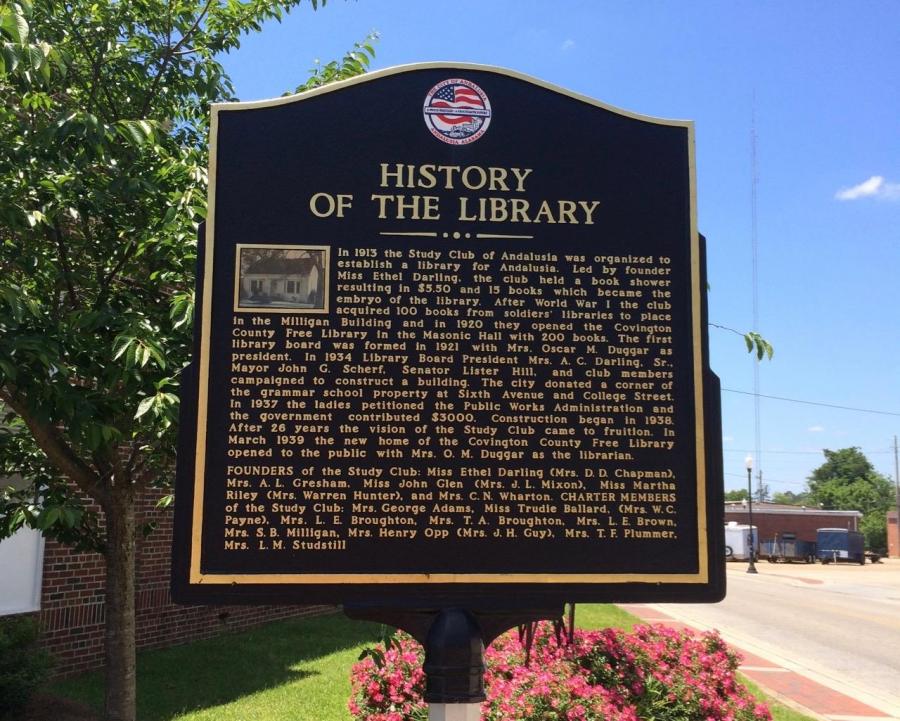 THE CITY OF ANDALUSIA
ANDALUSIA, ALABAMA
HISTORY
OF THE LIBRARY
In 1913 the Study Club of Andalusia was organized to
establish a library for Andalusia. Led by founder
Miss Ethel Darling, the club held a book shower
resulting in $5.50 and 15 books which became the
embryo of the library. After World War I the club
acquired 100 books from soldiers' libraries to place
in the Milligan Building and in 1920 they opened the Covington
County Free Library in the Masonic Hall with 200 books. The first
library board was formed in 1921 with Mrs. Oscar M. Duggar as
president. In 1934 Library Board President Mrs. A. C. Darling, Sr.,
Mayor John G. Scherf, Senator Lister Hill, and club members
campaigned to construct a building. The city donated a corner of
the grammar school property at Sixth Avenue and College Street.
In 1937 the ladies petitioned the Public Works Administration and
the government contributed $3000. Construction began in 1938.
After 26 years the vision of the Study Club came to fruition. In
March 1939 the new home of the Covington County Free Library
opened to the public with Mrs. O. M. Duggar as the librarian.
FOUNDERS of the Study Club: Miss Ethel Darling (Mrs. D. D. Chapman),
Mrs. A. L. Gresham, Miss John Glen (Mrs. J. L. Mixon), Miss Martha
Riley (Mrs. Warren Hunter), and Mrs. C. N. Wharton. CHARTER MEMBERS
of the Study Club: Mrs. George Adams, Miss Trudie Ballard, (Mrs. W. C.
Payne), Mrs. L. E. Broughton, Mrs. T. A. Broughton, Mrs. L. E. Brown,
Mrs. S. B. Milligan, Mrs. Henry Opp (Mrs. J. H. Guy), Mrs. T. F. Plummer,
Mrs. L. M. Studstill